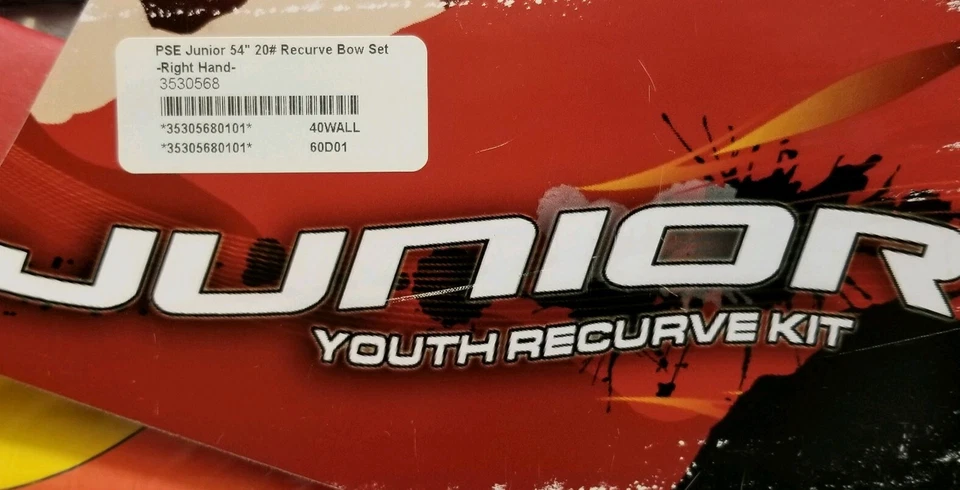 PSE Junior 54" 20# Recurve Bow Set
-Right Hand-
3530568
*35305680101* 40WALL
*35305680101* 60D01
JUNIOR
YOUTH RECURVE KIT